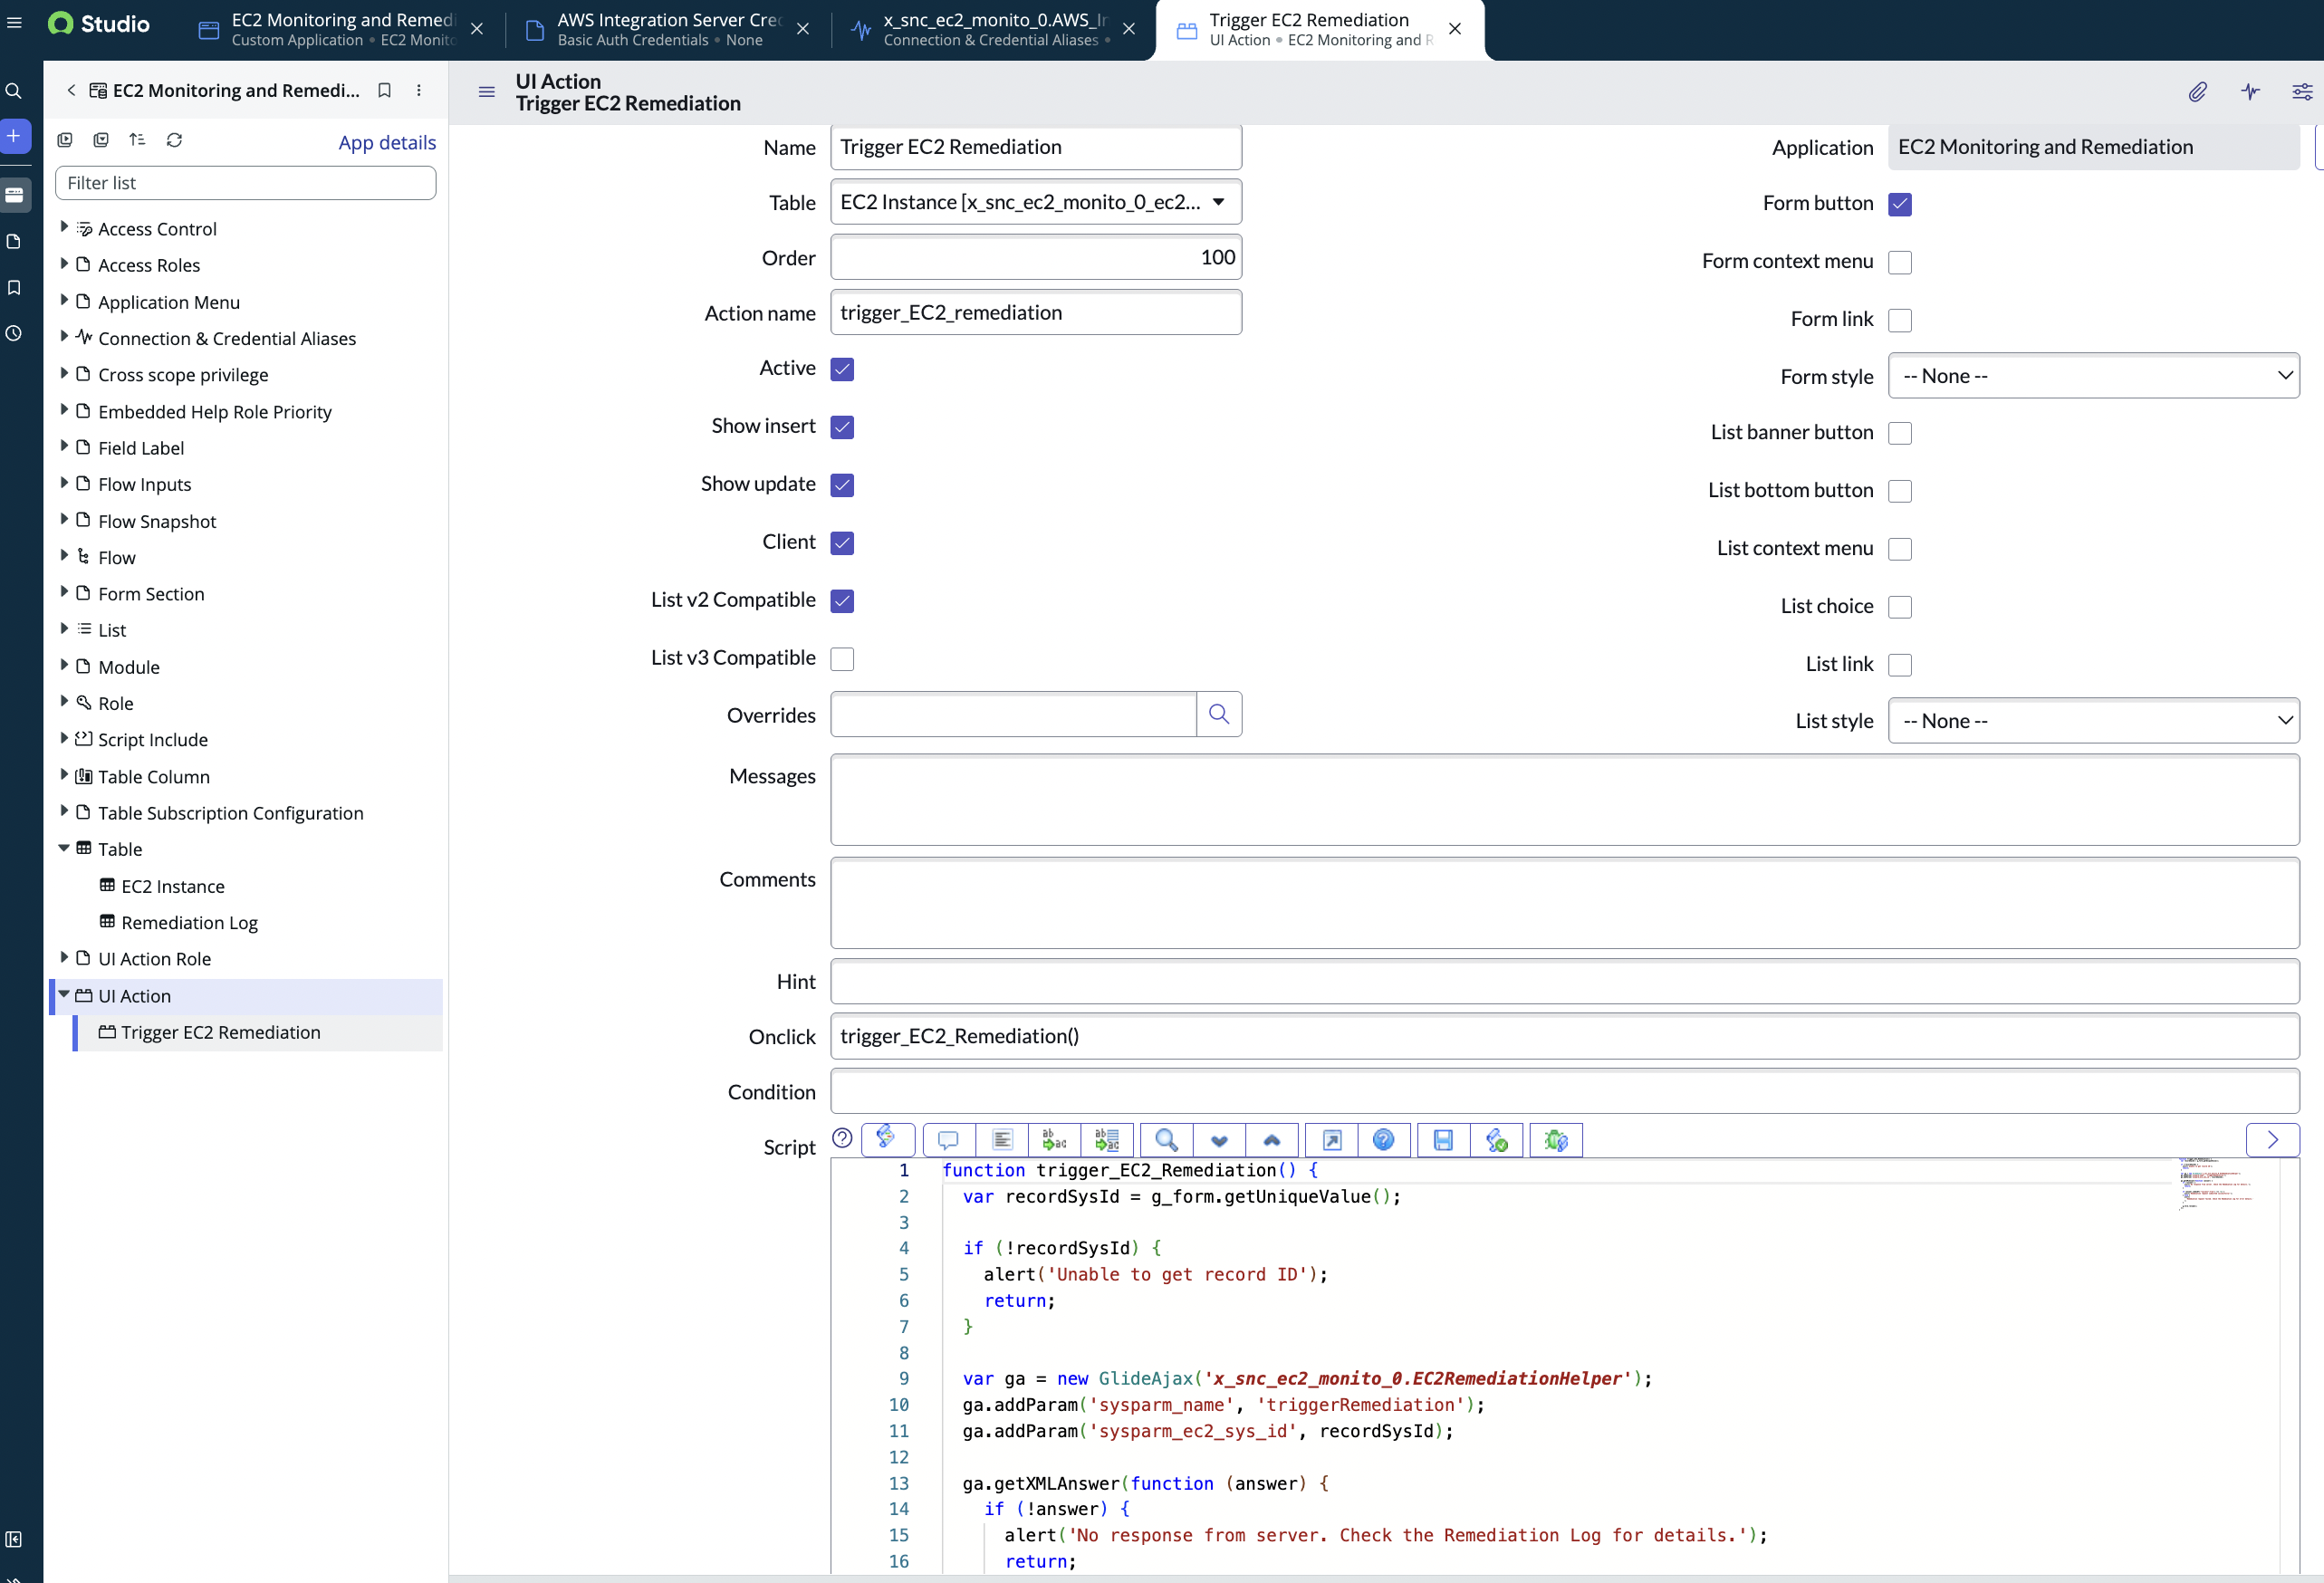 Studio
EC2 Monitoring and Remedi
Custom Application • EC2 Monito
AWS Integration Server Cre
Basic Auth Credentials • None
x_snc_ec2_monito_0.AWS_I
Connection & Credential Aliases •
Trigger EC2 Remediation
UI Action • EC2 Monitoring and R
EC2 Monitoring and Remedi...
App details
Filter list
Access Control
Access Roles
Application Menu
Connection & Credential Aliases
Cross scope privilege
Embedded Help Role Priority
Field Label
Flow Inputs
Flow Snapshot
Flow
Form Section
List
Module
Role
Script Include
Table Column
Table Subscription Configuration
Table
EC2 Instance
Remediation Log
UI Action Role
UI Action
Trigger EC2 Remediation
UI Action
Trigger EC2 Remediation
Name Trigger EC2 Remediation
Table EC2 Instance [x_snc_ec2_monito_0_ec2...
Order 100
Action name trigger_EC2_remediation
Active
Show insert
Show update
Client
List v2 Compatible
List v3 Compatible
Overrides
Application EC2 Monitoring and Remediation
Form button
Form context menu
Form link
Form style -- None --
List banner button
List bottom button
List context menu
List choice
List link
List style -- None --
Messages
Comments
Hint
Onclick trigger_EC2_Remediation()
Condition
Script
1 function trigger_EC2_Remediation() {
2 var recordSysId = g_form.getUniqueValue();
3
4 if (!recordSysId) {
5 alert('Unable to get record ID');
6 return;
7 }
8
9 var ga = new GlideAjax('x_snc_ec2_monito_0.EC2RemediationHelper');
10 ga.addParam('sysparm_name', 'triggerRemediation');
11 ga.addParam('sysparm_ec2_sys_id', recordSysId);
12
13 ga.getXMLAnswer(function (answer) {
14 if (!answer) {
15 alert('No response from server. Check the Remediation Log for details.');
16 return;